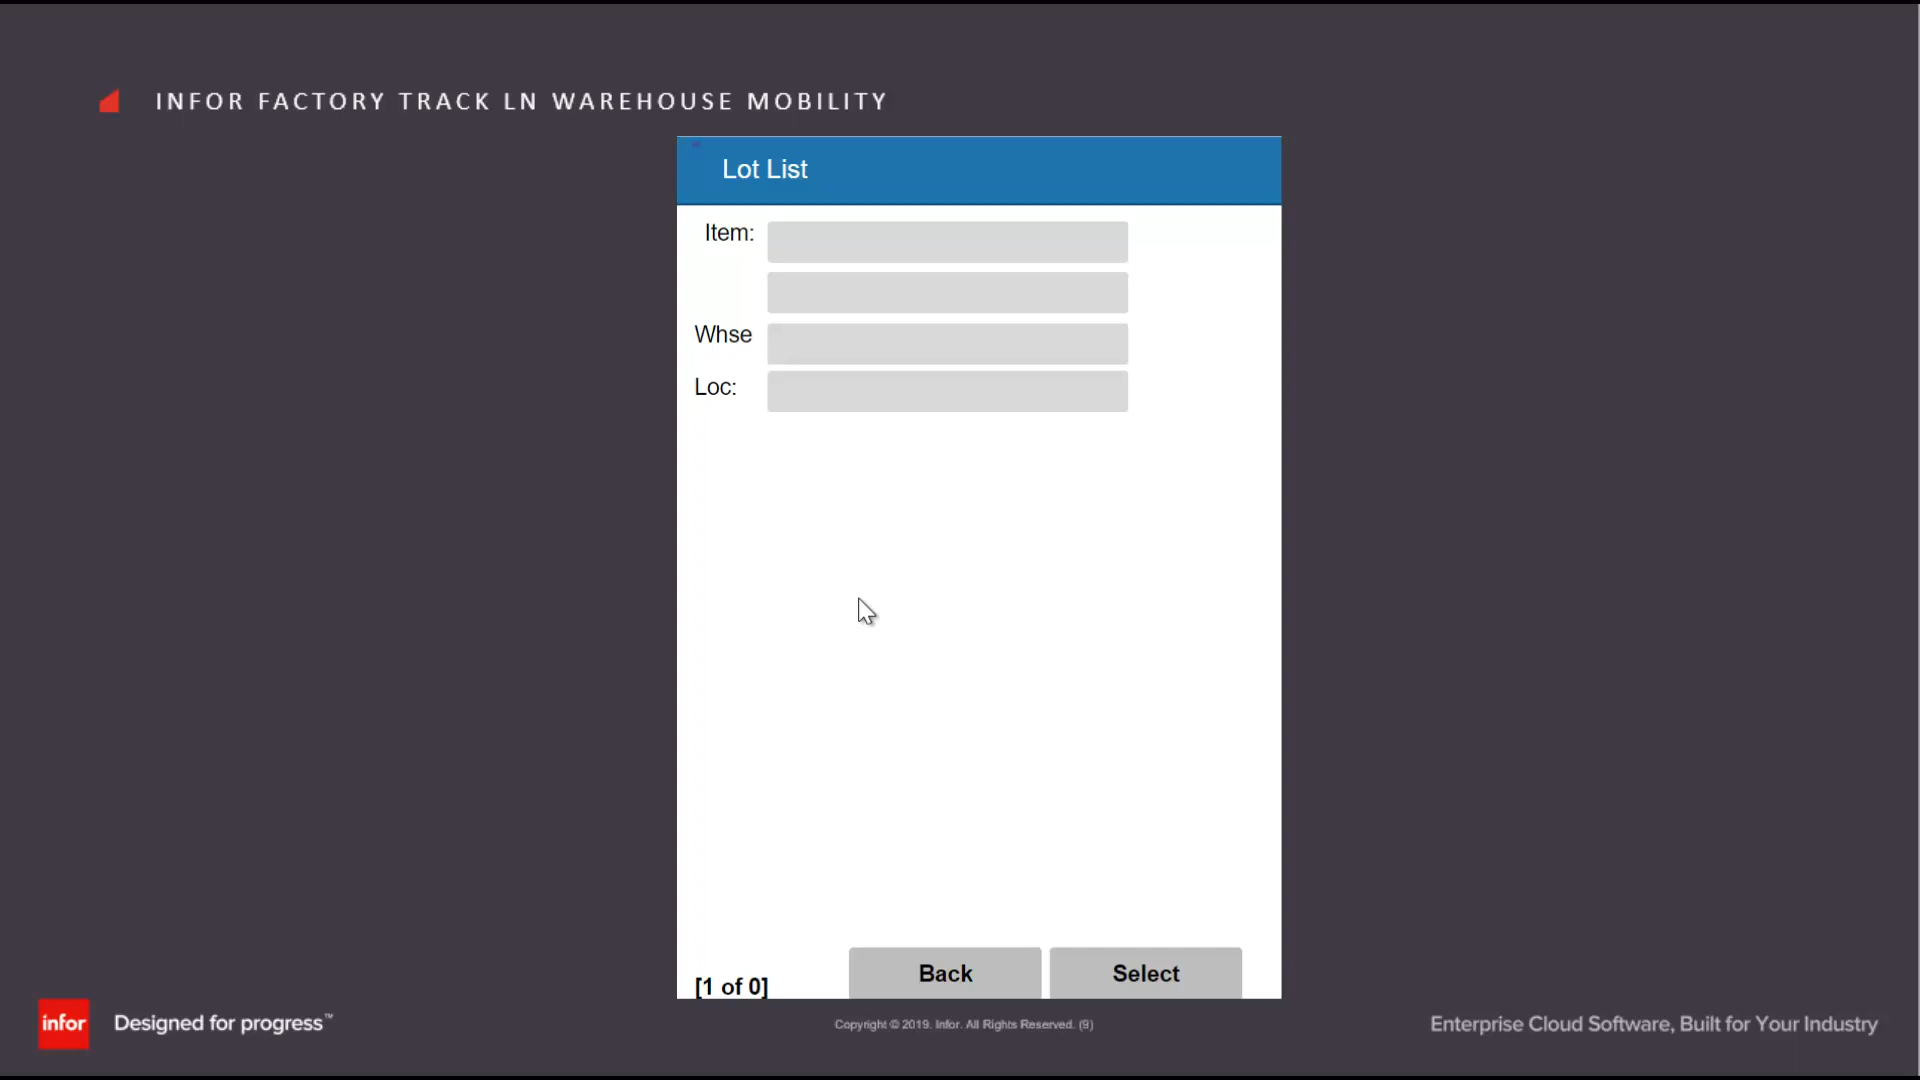 INFOR FACTORY TRACK LN WAREHOUSE MOBILITY
Lot List
Item:
Whse
Loc:
Back
Select
[1 of 0]
infor
Designed for progress™
Copyright © 2019. Infor. All Rights Reserved. (9)
Enterprise Cloud Software, Built for Your Industry